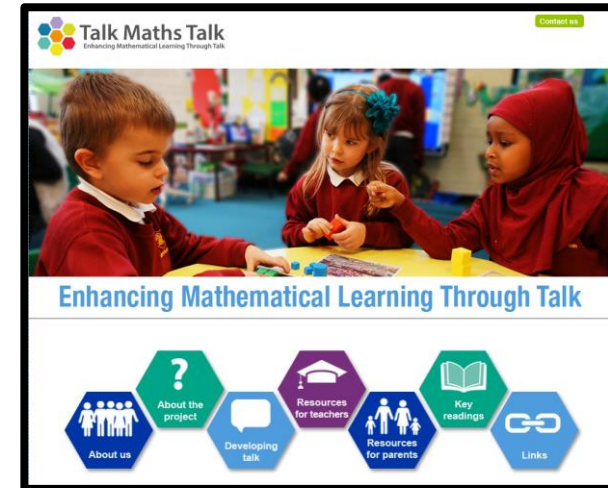 Talk Maths Talk
Enhancing Mathematical Learning Through Talk
Contact us
Enhancing Mathematical Learning Through Talk
About us
?
About the
project
Developing
talk
Resources
for teachers
Resources
for parents
Key
readings
Links